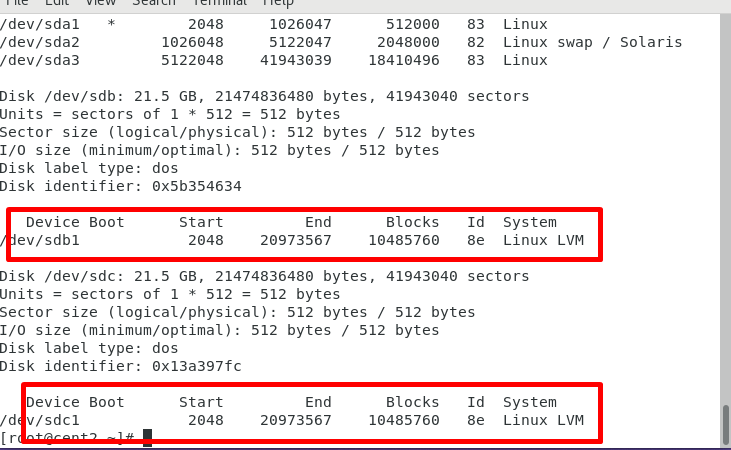 File Edit View Search Terminal Help
/dev/sda1   *        2048     1026047      512000   83  Linux
/dev/sda2         1026048     5122047     2048000   82  Linux swap / Solaris
/dev/sda3         5122048    41943039    18410496   83  Linux
Disk /dev/sdb: 21.5 GB, 21474836480 bytes, 41943040 sectors
Units = sectors of 1 * 512 = 512 bytes
Sector size (logical/physical): 512 bytes / 512 bytes
I/O size (minimum/optimal): 512 bytes / 512 bytes
Disk label type: dos
Disk identifier: 0x5b354634
   Device Boot      Start         End      Blocks   Id  System
/dev/sdb1            2048    20973567    10485760   8e  Linux LVM
Disk /dev/sdc: 21.5 GB, 21474836480 bytes, 41943040 sectors
Units = sectors of 1 * 512 = 512 bytes
Sector size (logical/physical): 512 bytes / 512 bytes
I/O size (minimum/optimal): 512 bytes / 512 bytes
Disk label type: dos
Disk identifier: 0x13a397fc
   Device Boot      Start         End      Blocks   Id  System
/dev/sdc1            2048    20973567    10485760   8e  Linux LVM
[root@cent2 ~]#